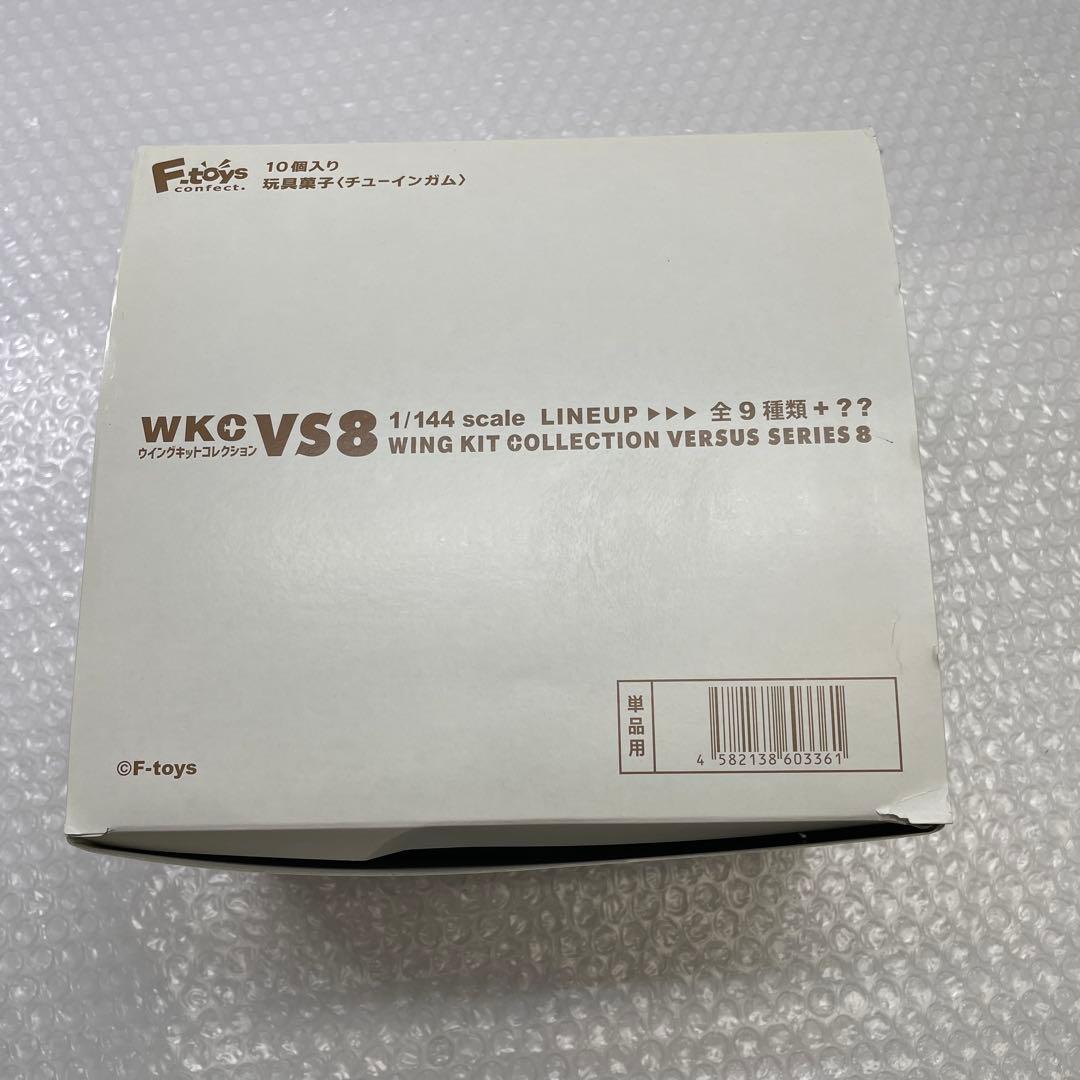 F-toys
confect.
10個入り
玩具菓子〈チューインガム〉
WKC
ウイングキットコレクション
VS8
1/144 scale LINEUP ▶▶▶ 全9種類+??
WING KIT COLLECTION VERSUS SERIES 8
単品用
4 582138 603361
©F-toys